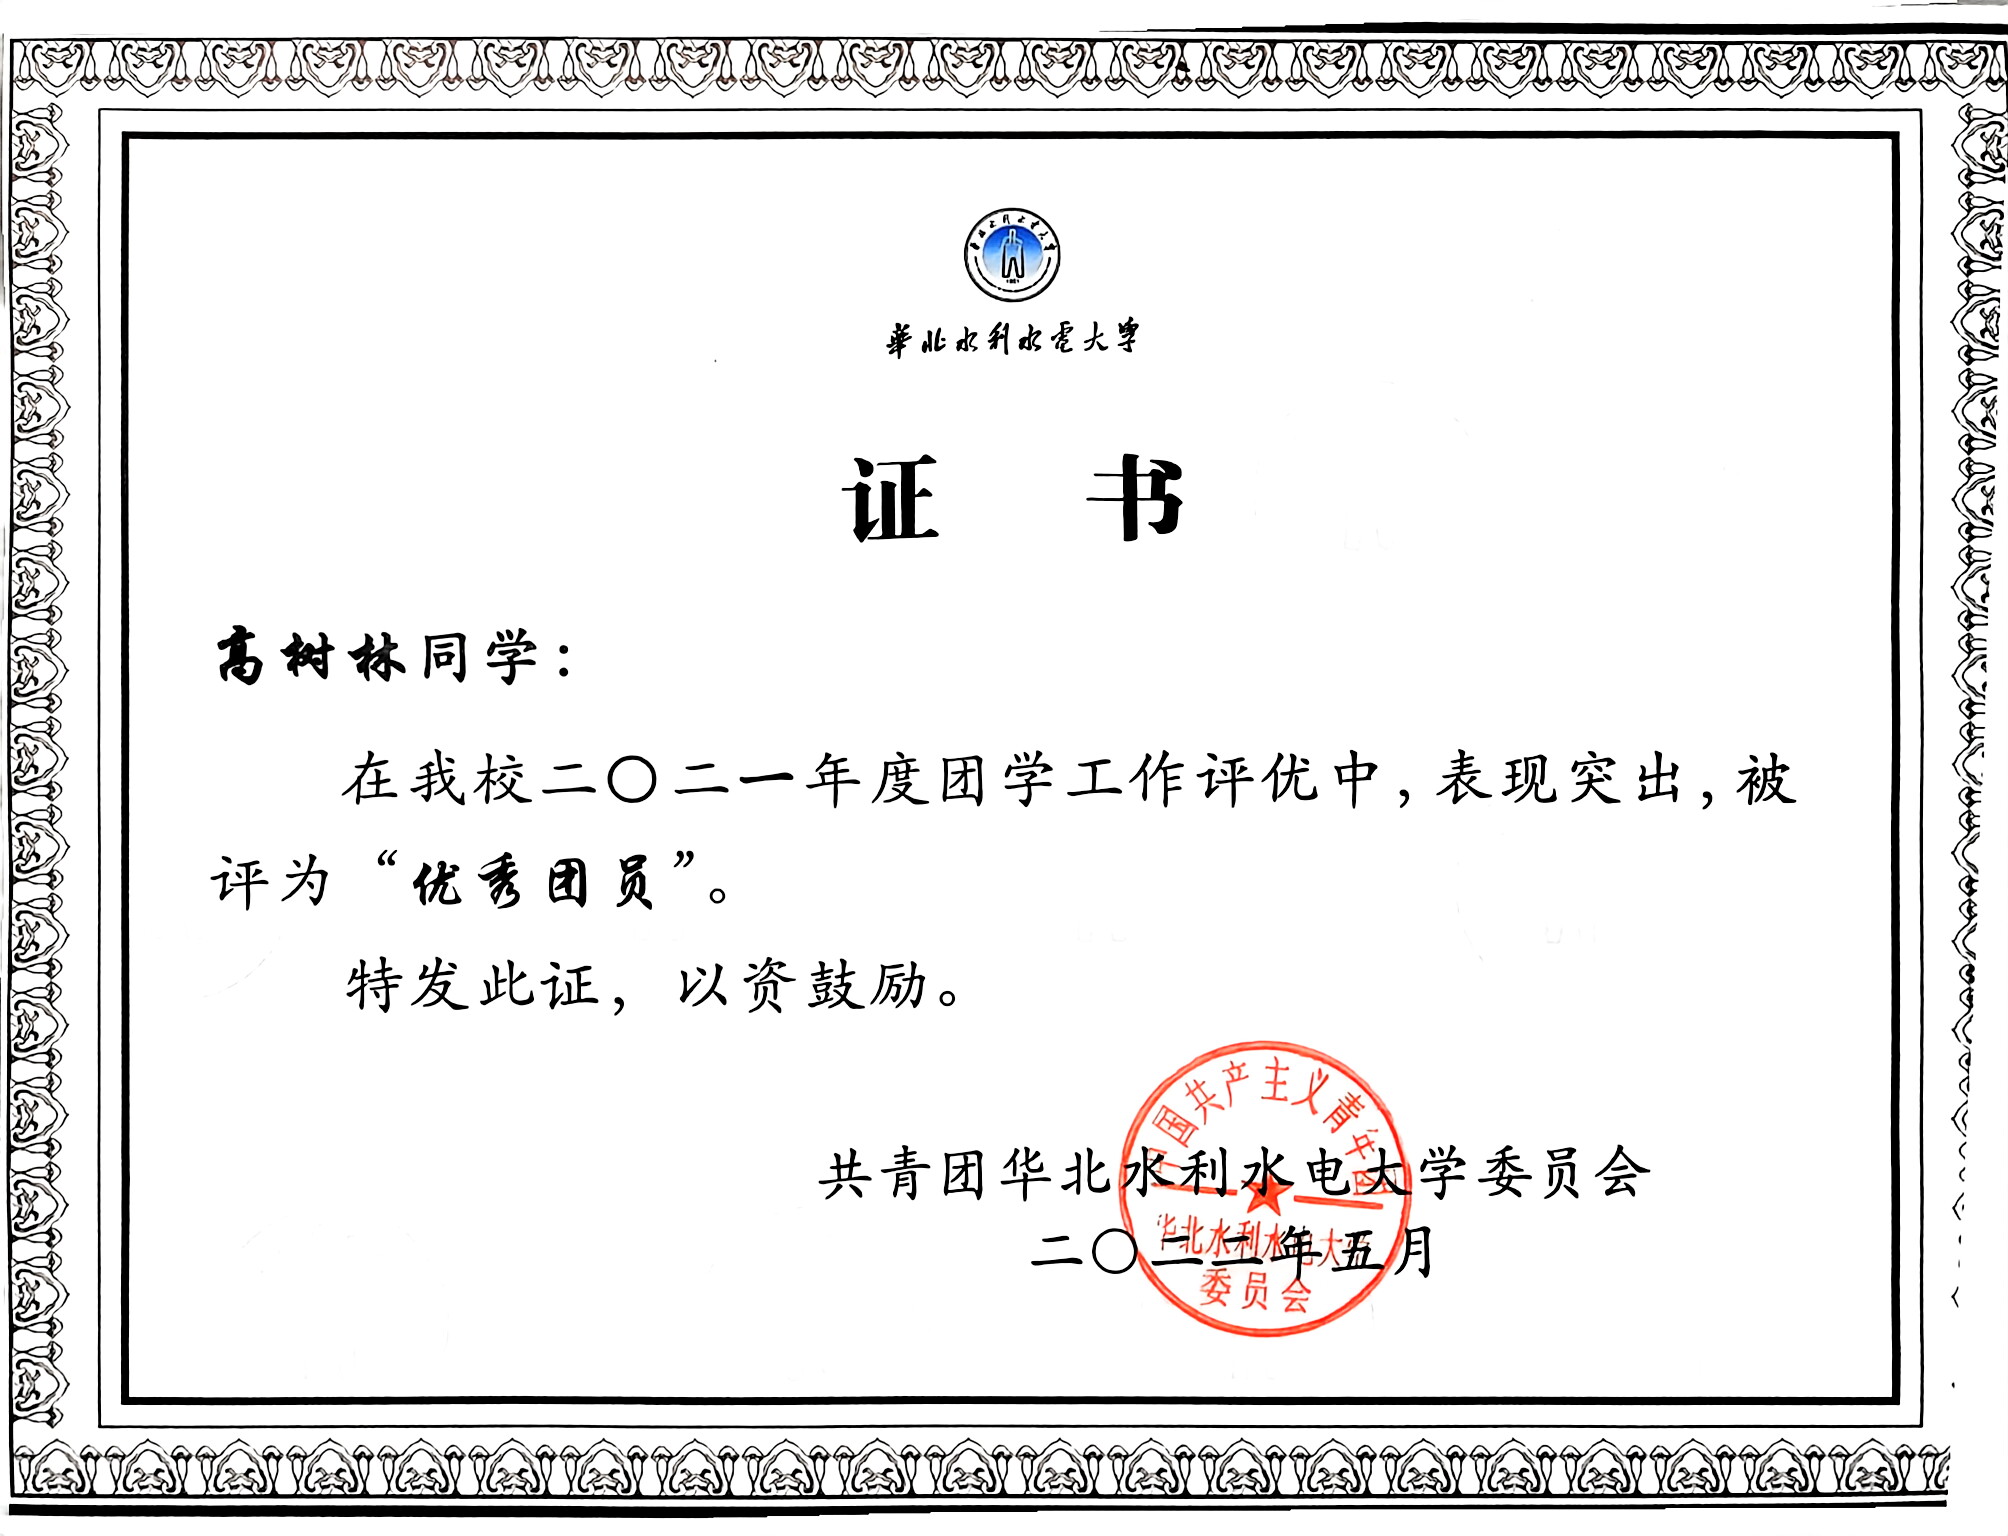 華北水利水電大學
证 书
高树林同学：
在我校二〇二一年度团学工作评优中，表现突出，被
评为“优秀团员”。
特发此证，以资鼓励。
共青团华北水利水电大学委员会
二〇二二年五月
中国共产主义青年团
华北水利水电大学
委员会